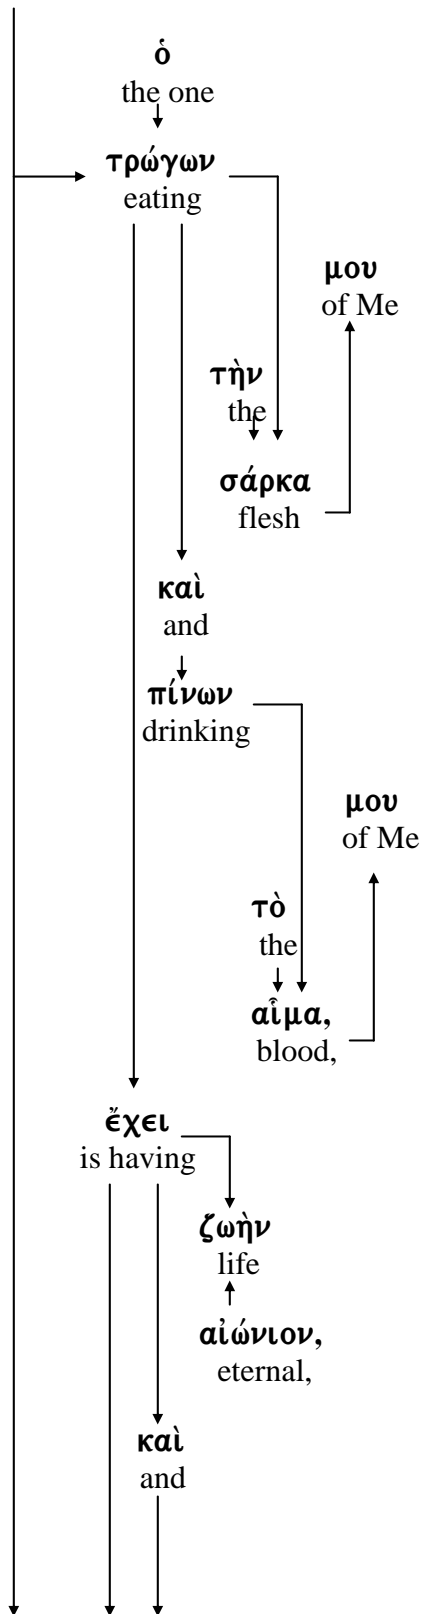 ὁ
the one
τρώγων
eating
μου
of Me
τὴν
the
σάρκα
flesh
καὶ
and
πίνων
drinking
μου
of Me
τὸ
the
αἷμα,
blood,
ἔχει
is having
ζωὴν
life
αἰώνιον,
eternal,
καὶ
and